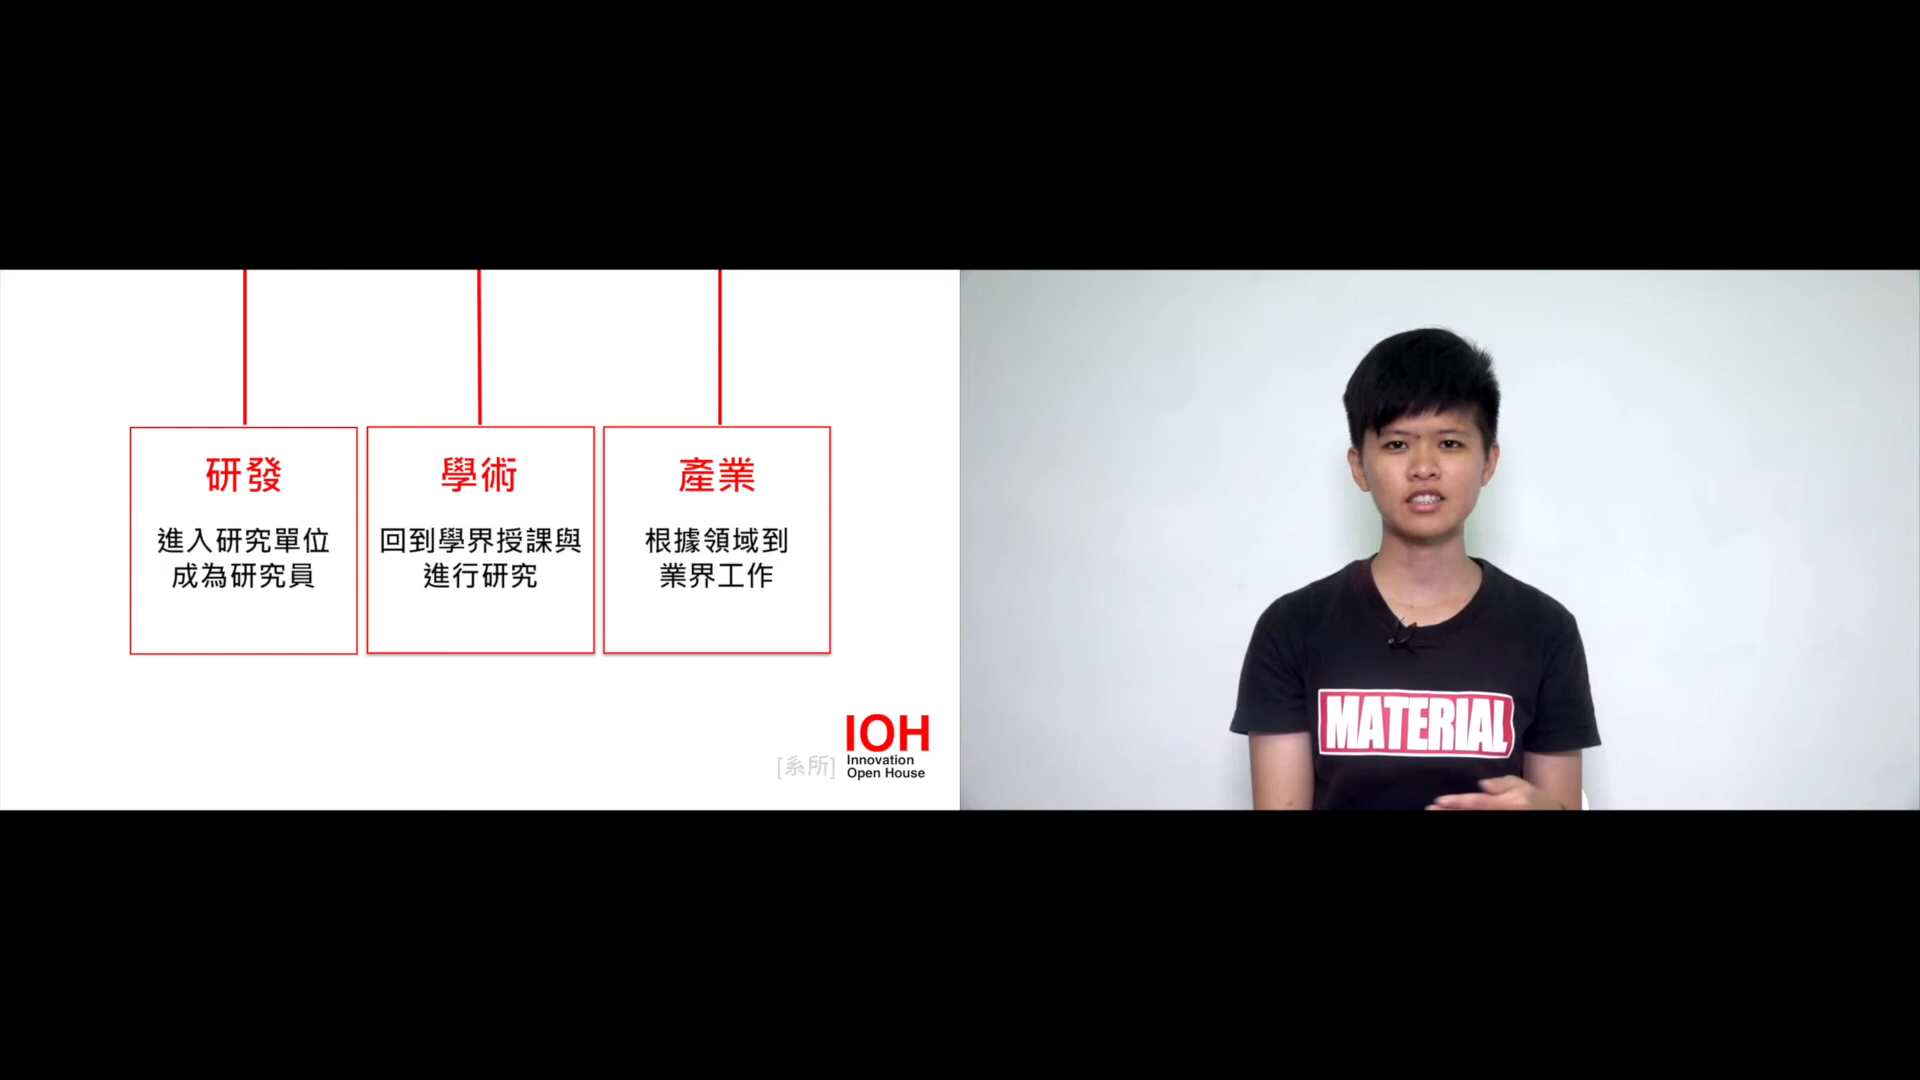 研發
進入研究單位
成為研究員
學術
回到學界授課與
進行研究
產業
根據領域到
業界工作
[系所]
IOH
Innovation
Open House
MATERIAL